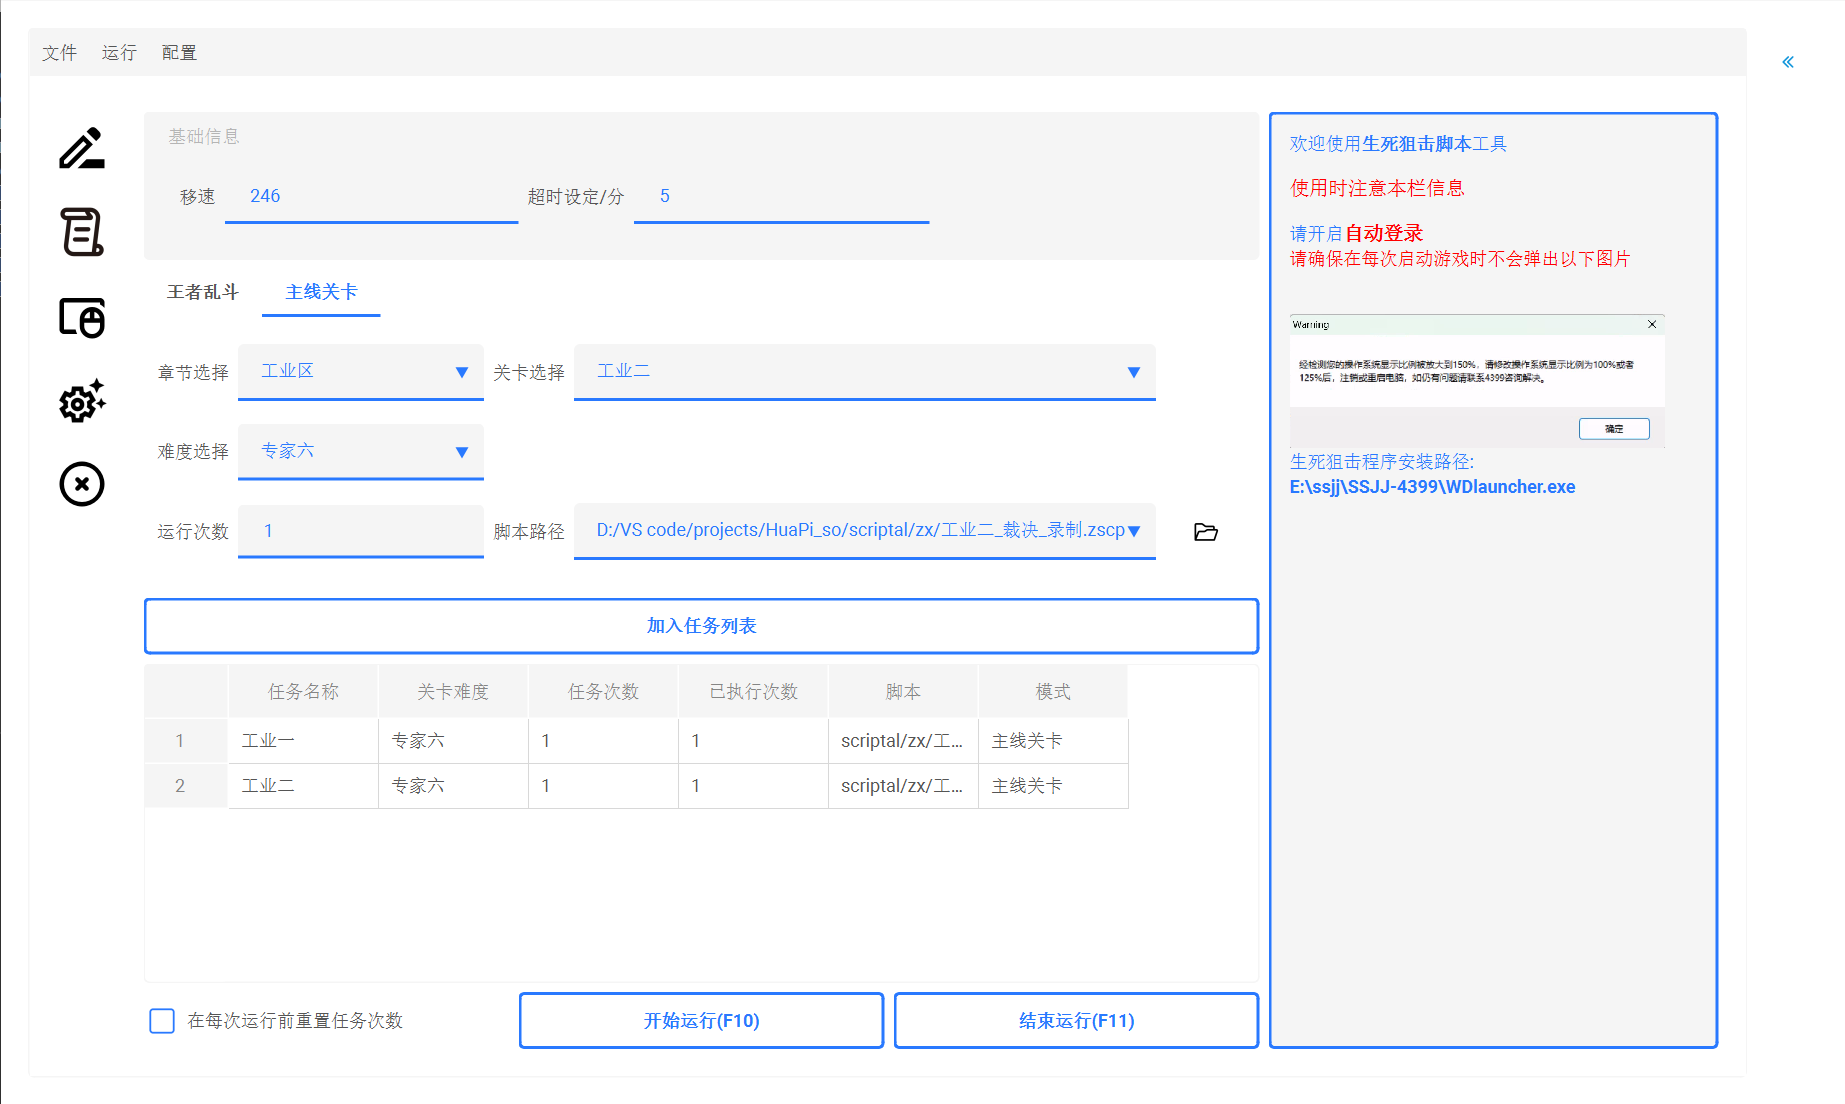 文件 运行 配置
基础信息
移速 246 超时设定/分 5
王者乱斗 主线关卡
章节选择 工业区 关卡选择 工业二
难度选择 专家六
运行次数 1 脚本路径 D:/VS code/projects/HuaPi_so/scriptal/zx/工业二_裁决_录制.zscp
加入任务列表
任务名称 关卡难度 任务次数 已执行次数 脚本 模式
1 工业一 专家六 1 1 scriptal/zx/工... 主线关卡
2 工业二 专家六 1 1 scriptal/zx/工... 主线关卡
在每次运行前重置任务次数 开始运行(F10) 结束运行(F11)
欢迎使用生死狙击脚本工具
使用时注意本栏信息
请开启自动登录
请确保在每次启动游戏时不会弹出以下图片
Warning
经检测您的操作系统显示比例被放大到150%，请修改操作系统显示比例为100%或者
125%后，注销或重启电脑，如仍有问题请联系4399咨询解决。
确定
生死狙击程序安装路径:
E:\ssjj\SSJJ-4399\WDlauncher.exe